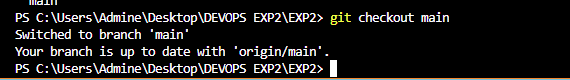 main
PS C:\Users\Admine\Desktop\DEVOPS EXP2\EXP2> git checkout main
Switched to branch 'main'
Your branch is up to date with 'origin/main'.
PS C:\Users\Admine\Desktop\DEVOPS EXP2\EXP2>